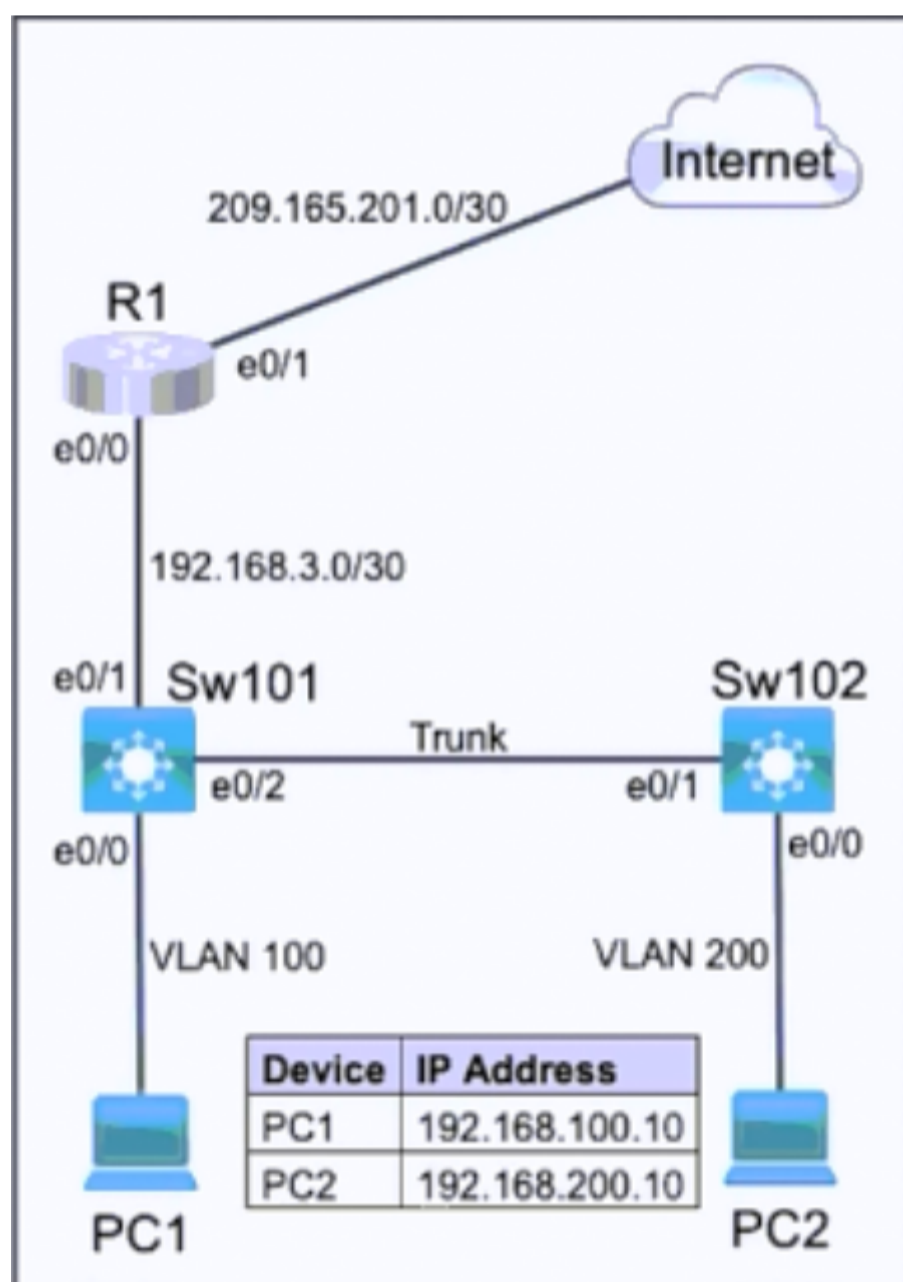 Internet
209.165.201.0/30
R1
e0/1
e0/0
192.168.3.0/30
e0/1
Sw101
Sw102
Trunk
e0/2
e0/1
e0/0
e0/0
VLAN 100
VLAN 200
Device IP Address
PC1 192.168.100.10
PC2 192.168.200.10
PC1
PC2